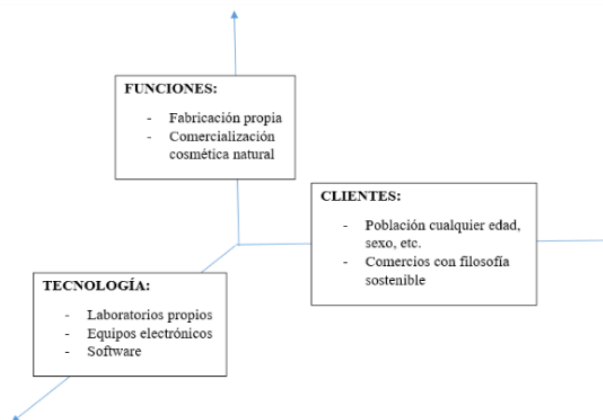 FUNCIONES:
- Fabricación propia
- Comercialización
cosmética natural
CLIENTES:
- Población cualquier edad,
sexo, etc.
- Comercios con filosofía
sostenible
TECNOLOGÍA:
- Laboratorios propios
- Equipos electrónicos
- Software